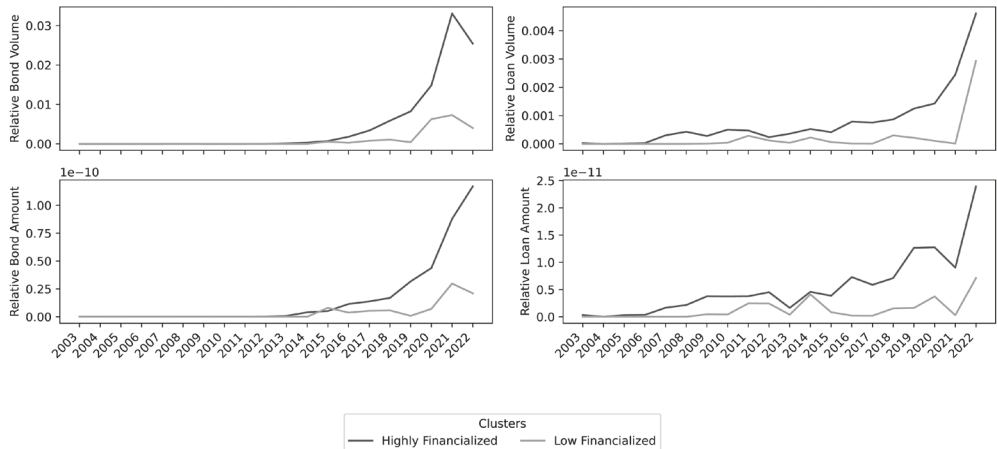 Relative Bond Volume
0.03
0.02
0.01
0.00
Relative Loan Volume
0.004
0.003
0.002
0.001
0.000
1e−10
Relative Bond Amount
1.00
0.75
0.50
0.25
0.00
2003 2004 2005 2006 2007 2008 2009 2010 2011 2012 2013 2014 2015 2016 2017 2018 2019 2020 2021 2022
1e−11
Relative Loan Amount
2.5
2.0
1.5
1.0
0.5
0.0
2003 2004 2005 2006 2007 2008 2009 2010 2011 2012 2013 2014 2015 2016 2017 2018 2019 2020 2021 2022
Clusters
Highly Financialized Low Financialized